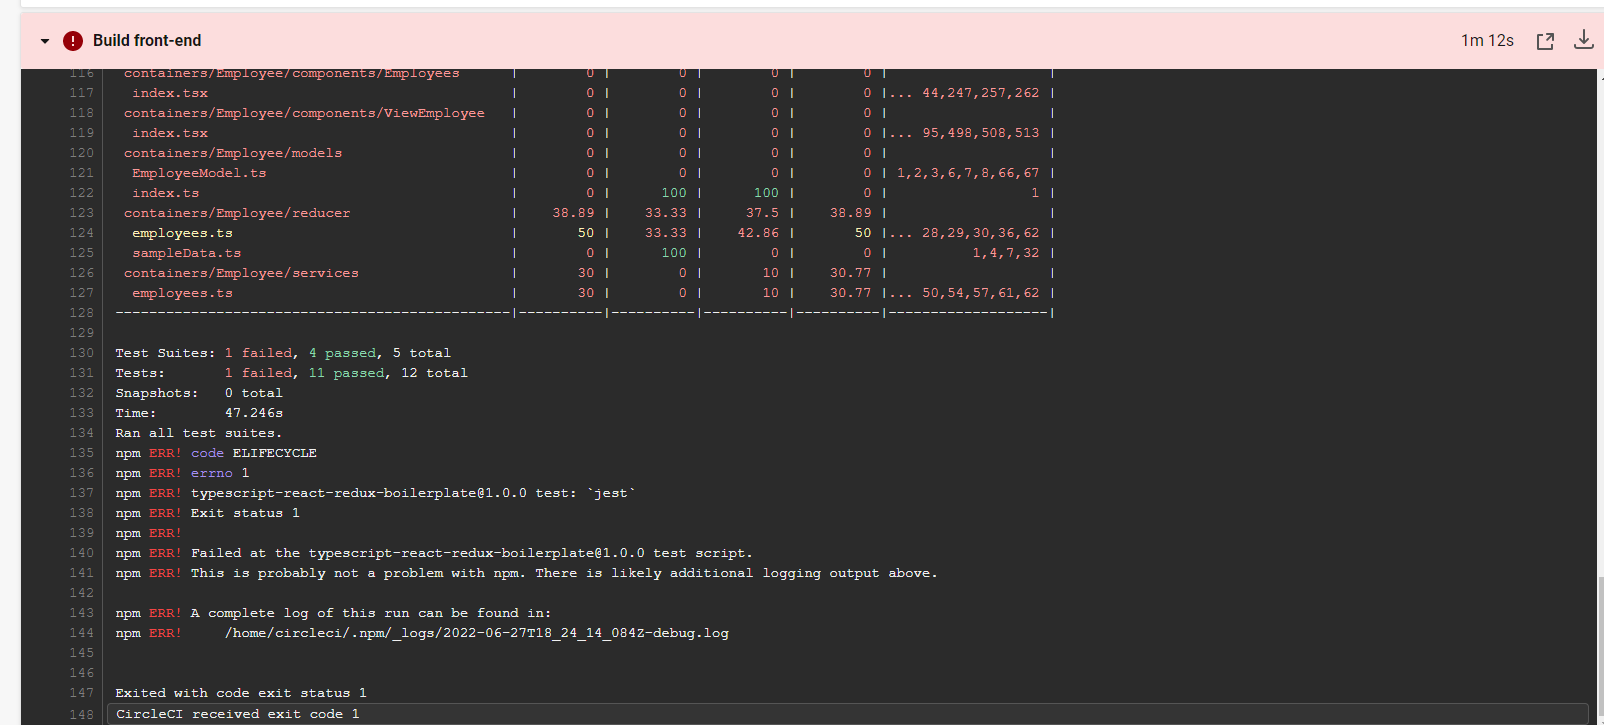 Build front-end
1m 12s
116 containers/Employee/components/Employees | 0 | 0 | 0 | 0 | |
117 index.tsx | 0 | 0 | 0 | 0 |... 44,247,257,262 |
118 containers/Employee/components/ViewEmployee | 0 | 0 | 0 | 0 | |
119 index.tsx | 0 | 0 | 0 | 0 |... 95,498,508,513 |
120 containers/Employee/models | 0 | 0 | 0 | 0 | |
121 EmployeeModel.ts | 0 | 0 | 0 | 0 | 1,2,3,6,7,8,66,67 |
122 index.ts | 0 | 100 | 100 | 0 | 1 |
123 containers/Employee/reducer | 38.89 | 33.33 | 37.5 | 38.89 | |
124 employees.ts | 50 | 33.33 | 42.86 | 50 |... 28,29,30,36,62 |
125 sampleData.ts | 0 | 100 | 0 | 0 | 1,4,7,32 |
126 containers/Employee/services | 30 | 0 | 10 | 30.77 | |
127 employees.ts | 30 | 0 | 10 | 30.77 |... 50,54,57,61,62 |
128 -----------------------------------------------|----------|----------|----------|----------|-------------------|
129
130 Test Suites: 1 failed, 4 passed, 5 total
131 Tests: 1 failed, 11 passed, 12 total
132 Snapshots: 0 total
133 Time: 47.246s
134 Ran all test suites.
135 npm ERR! code ELIFECYCLE
136 npm ERR! errno 1
137 npm ERR! typescript-react-redux-boilerplate@1.0.0 test: `jest`
138 npm ERR! Exit status 1
139 npm ERR!
140 npm ERR! Failed at the typescript-react-redux-boilerplate@1.0.0 test script.
141 npm ERR! This is probably not a problem with npm. There is likely additional logging output above.
142
143 npm ERR! A complete log of this run can be found in:
144 npm ERR! /home/circleci/.npm/_logs/2022-06-27T18_24_14_084Z-debug.log
145
146
147 Exited with code exit status 1
148 CircleCI received exit code 1